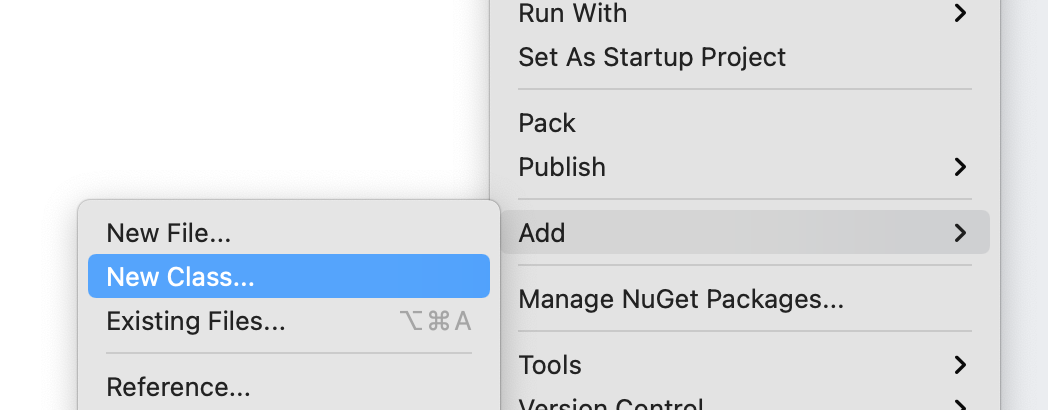 Run With
Set As Startup Project
Pack
Publish
Add
Manage NuGet Packages...
Tools
Version Control
New File...
New Class...
Existing Files... ⌥⌘A
Reference...